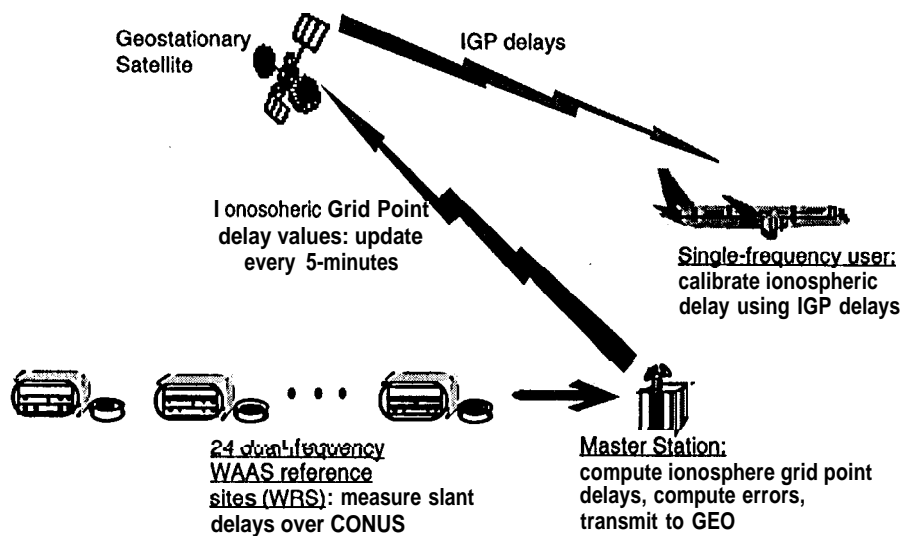 Geostationary
Satellite
IGP delays
I onosoheric Grid Point
delay values: update
every 5-minutes
Single-frequency user:
calibrate ionospheric
delay using IGP delays
24 dual-frequency
WAAS reference
sites (WRS): measure slant
delays over CONUS
Master Station:
compute ionosphere grid point
delays, compute errors,
transmit to GEO